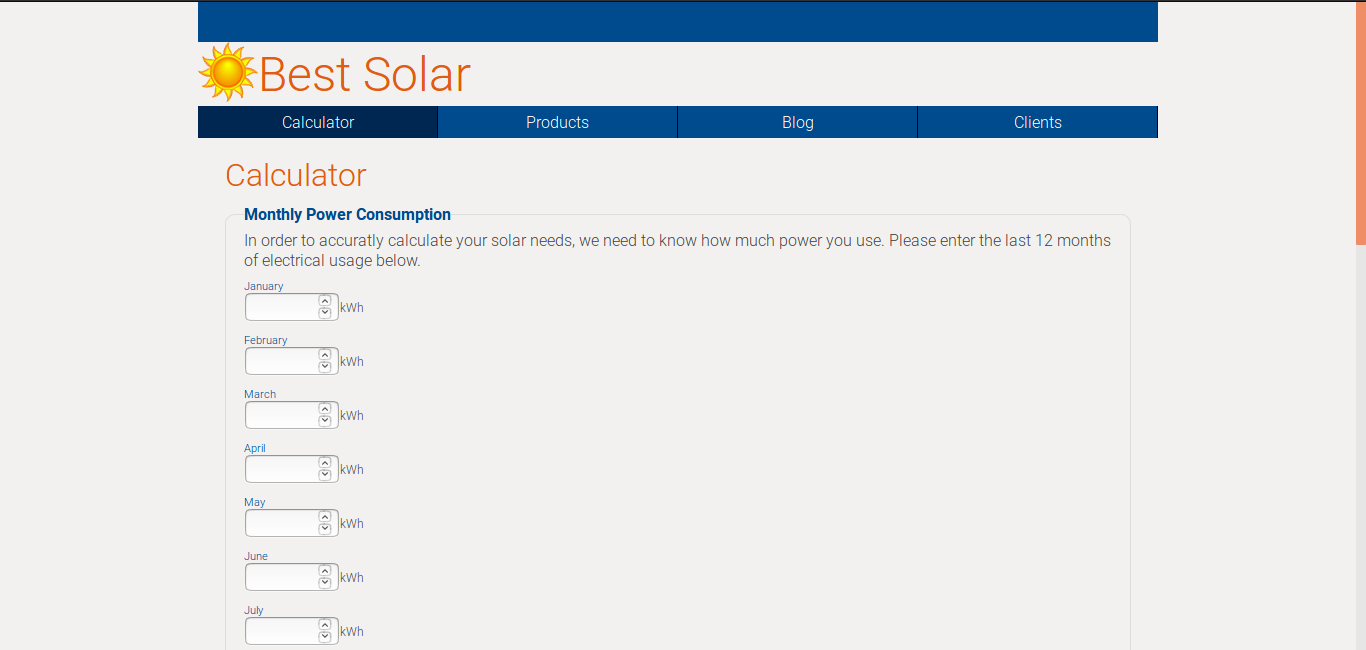 Best Solar
Calculator
Products
Blog
Clients
Calculator
Monthly Power Consumption
In order to accuratly calculate your solar needs, we need to know how much power you use. Please enter the last 12 months
of electrical usage below.
January
kWh
February
kWh
March
kWh
April
kWh
May
kWh
June
kWh
July
kWh